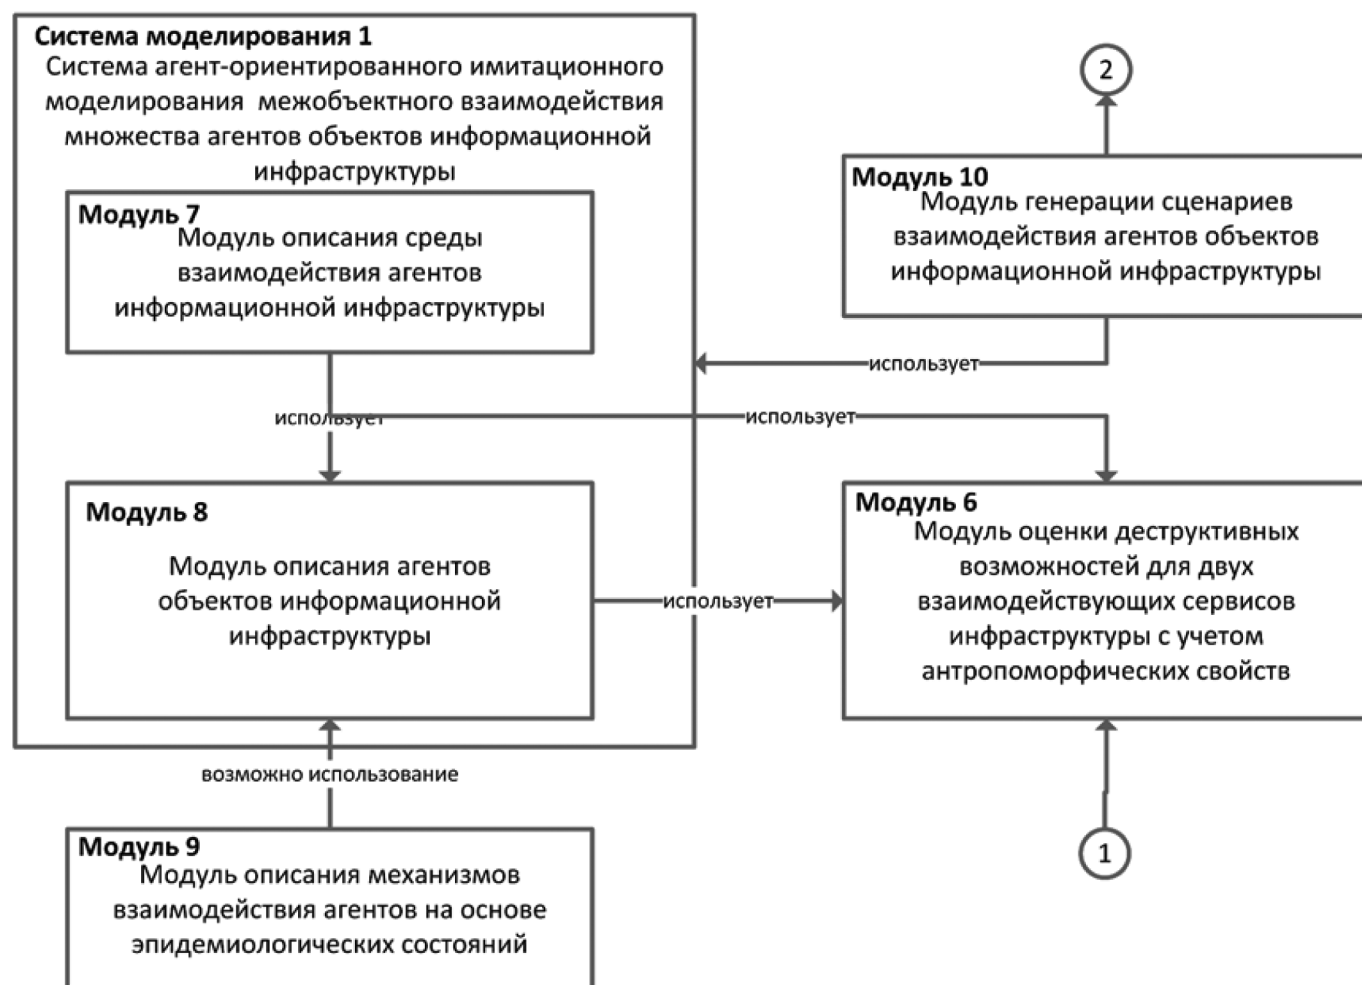 Система моделирования 1
Система агент-ориентированного имитационного
моделирования межобъектного взаимодействия
множества агентов объектов информационной
инфраструктуры
Модуль 7
Модуль описания среды
взаимодействия агентов
информационной инфраструктуры
2
Модуль 10
Модуль генерации сценариев
взаимодействия агентов объектов
информационной инфраструктуры
использует
использует
использует
Модуль 8
Модуль описания агентов
объектов информационной
инфраструктуры
использует
Модуль 6
Модуль оценки деструктивных
возможностей для двух
взаимодействующих сервисов
инфраструктуры с учетом
антропоморфических свойств
возможно использование
1
Модуль 9
Модуль описания механизмов
взаимодействия агентов на основе
эпидемиологических состояний